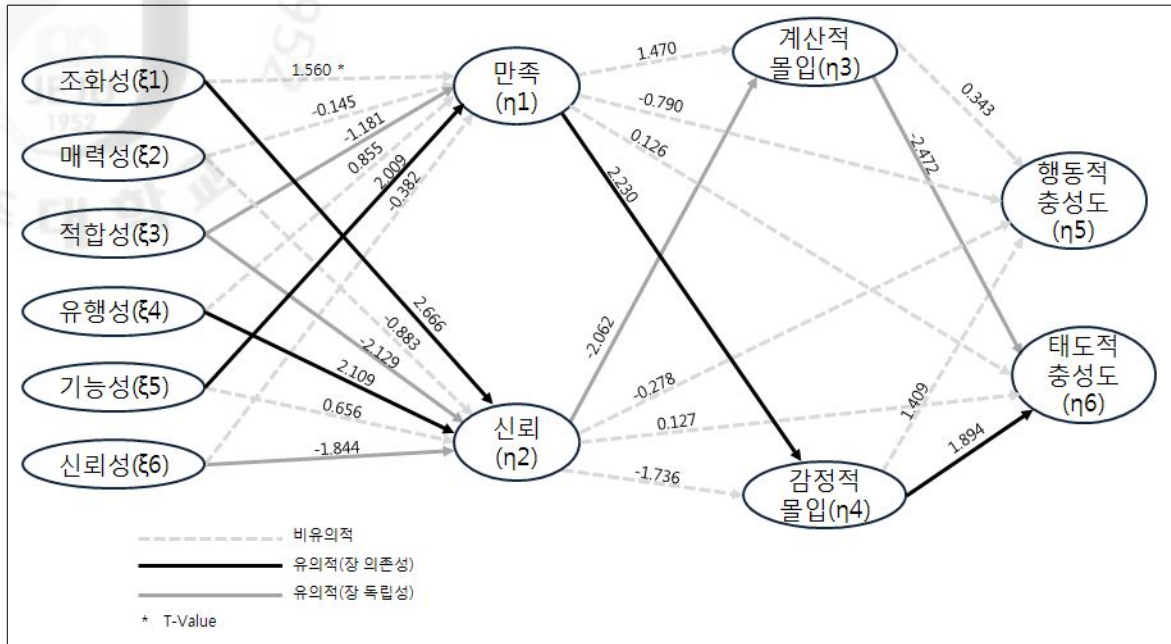 조화성(ξ1)
매력성(ξ2)
적합성(ξ3)
유행성(ξ4)
기능성(ξ5)
신뢰성(ξ6)
만족
(η1)
신뢰
(η2)
계산적
몰입(η3)
감정적
몰입(η4)
행동적
충성도
(η5)
태도적
충성도
(η6)
1.560 *
-0.145
-1.181
0.855
2.009
-0.382
2.666
-0.883
-2.129
2.109
0.656
-1.844
1.470
-0.790
0.126
2.230
-2.062
-0.278
0.127
-1.736
0.343
-2.472
1.409
1.894
비유의적
유의적(장 의존성)
유의적(장 독립성)
* T-Value
1952
952